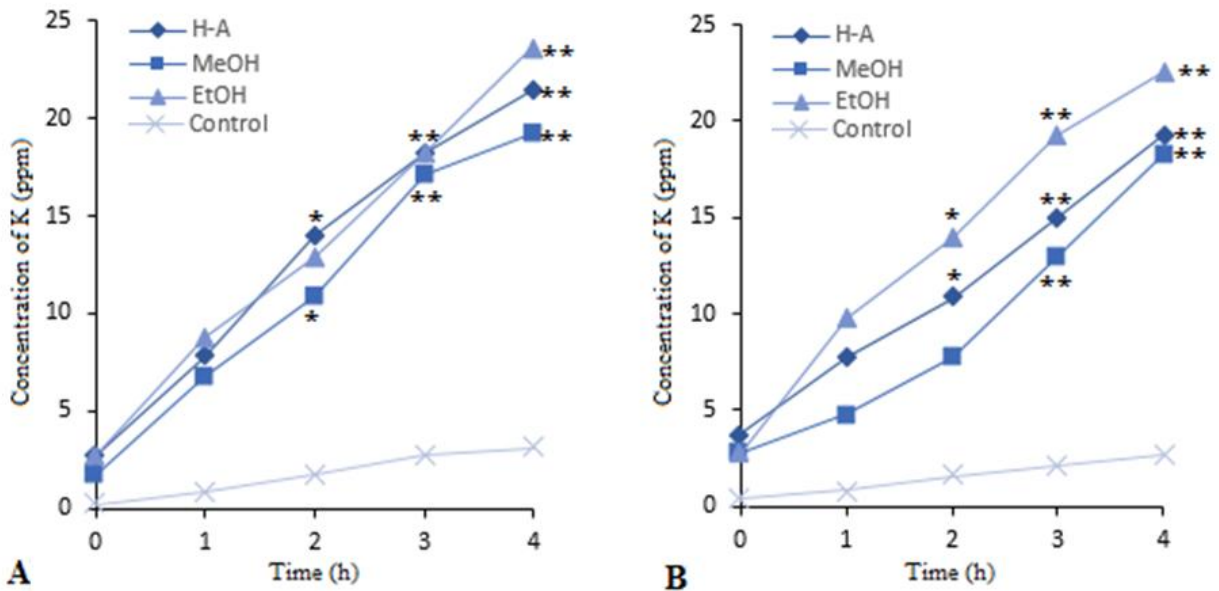 25
20
15
10
5
0
Concentration of K (ppm)
H-A
MeOH
EtOH
Control
**
**
**
**
**
*
*
0 1 2 3 4
Time (h)
A
25
20
15
10
5
0
Concentration of K (ppm)
H-A
MeOH
EtOH
Control
**
**
**
**
**
**
*
*
0 1 2 3 4
Time (h)
B